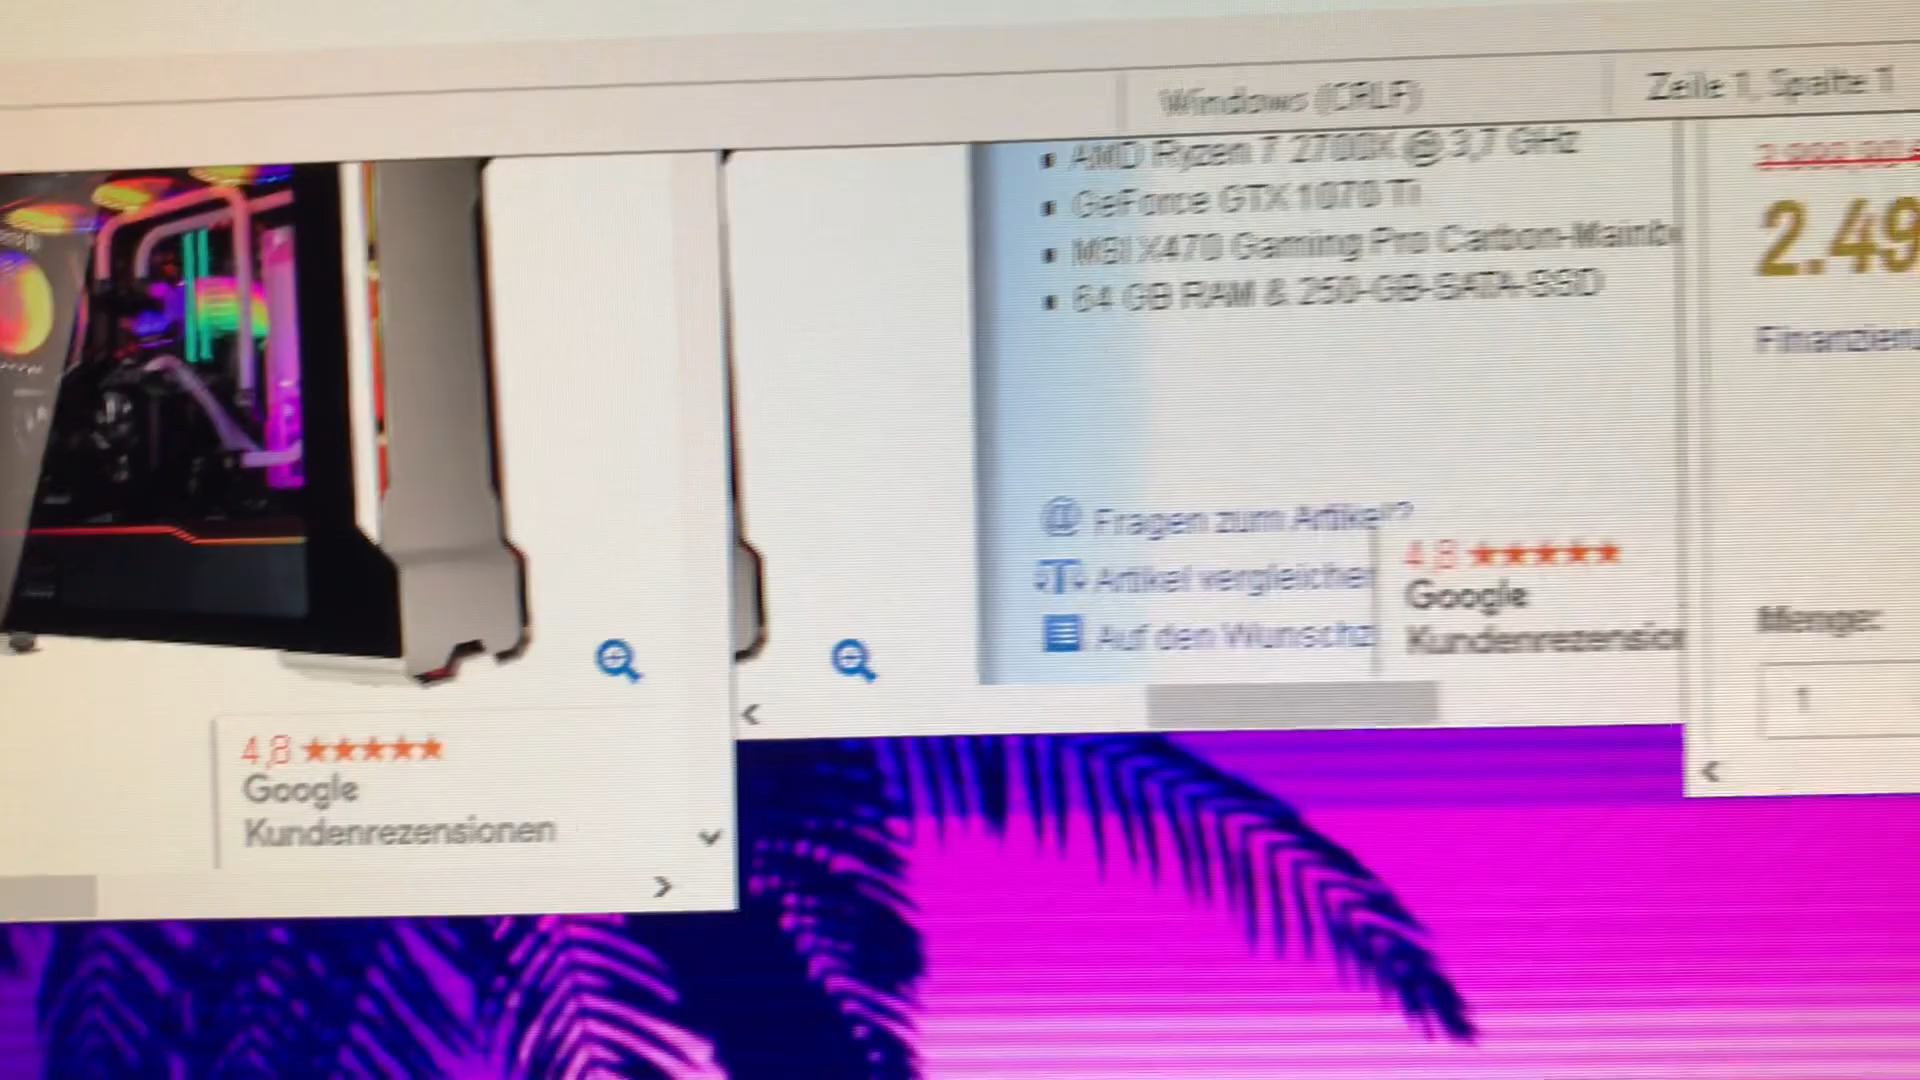 Windows (CRLF)
Zeile 1, Spalte 1
AMD Ryzen 7 2700X @ 3,7 GHz
GeForce GTX 1070 Ti
MSI X470 Gaming Pro Carbon-Mainb
64 GB RAM & 250-GB-SATA-SSD
2.49
Finanzieru
Fragen zum Artikel?
Artikel vergleichen
Auf den Wunschz
4,8
Google
Kundenrezension
Menge:
1
4,8
Google
Kundenrezensionen